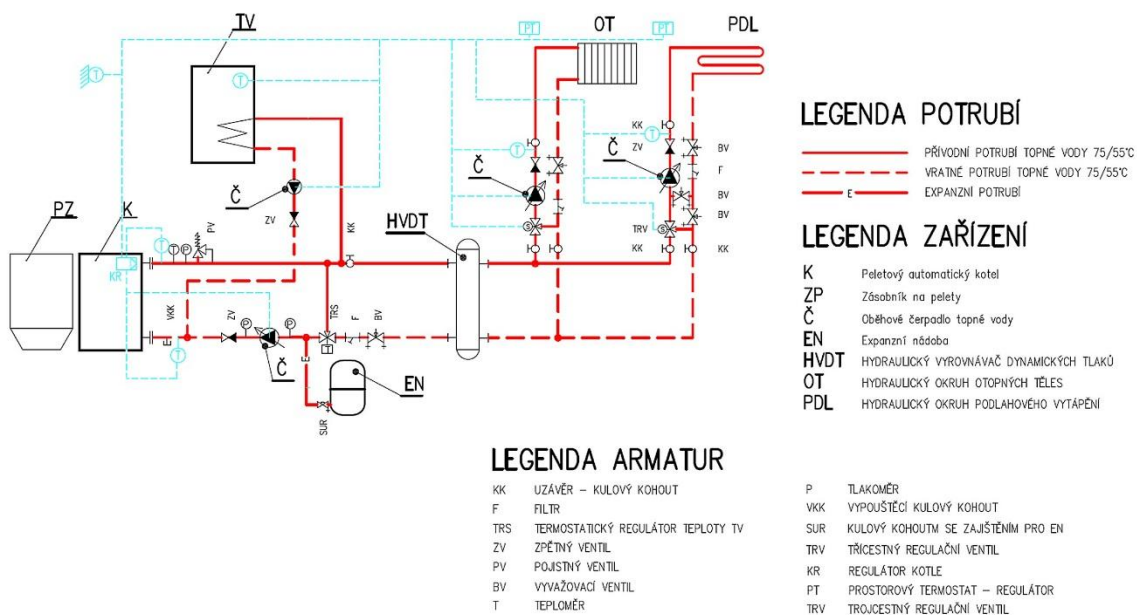 TV
PT
OT
PT
PDL
T
T
KK
ZV
T
BV
T
Č
F
Č
Č
BV
ZV
BV
PZ
K
PV
KK
HVDT
S
TRV
S
T
T
P
KK
KK
KR
VKK
ZV
P
P
TRS
F
BV
E
T
T
Č
E
EN
SUR
LEGENDA POTRUBÍ
PŘÍVODNÍ POTRUBÍ TOPNÉ VODY 75/55°C
VRATNÉ POTRUBÍ TOPNÉ VODY 75/55°C
E EXPANZNÍ POTRUBÍ
LEGENDA ZAŘÍZENÍ
K Peletový automatický kotel
ZP Zásobník na pelety
Č Oběhové čerpadlo topné vody
EN Expanzní nádoba
HVDT HYDRAULICKÝ VYROVNÁVAČ DYNAMICKÝCH TLAKŮ
OT HYDRAULICKÝ OKRUH OTOPNÝCH TĚLES
PDL HYDRAULICKÝ OKRUH PODLAHOVÉHO VYTÁPĚNÍ
LEGENDA ARMATUR
KK UZÁVĚR – KULOVÝ KOHOUT
F FILTR
TRS TERMOSTATICKÝ REGULÁTOR TEPLOTY TV
ZV ZPĚTNÝ VENTIL
PV POJISTNÝ VENTIL
BV VYVAŽOVACÍ VENTIL
T TEPLOMĚR
P TLAKOMĚR
VKK VYPOUŠTĚCÍ KULOVÝ KOHOUT
SUR KULOVÝ KOHOUTM SE ZAJIŠTĚNÍM PRO EN
TRV TŘÍCESTNÝ REGULAČNÍ VENTIL
KR REGULÁTOR KOTLE
PT PROSTOROVÝ TERMOSTAT – REGULÁTOR
TRV TROJCESTNÝ REGULAČNÍ VENTIL